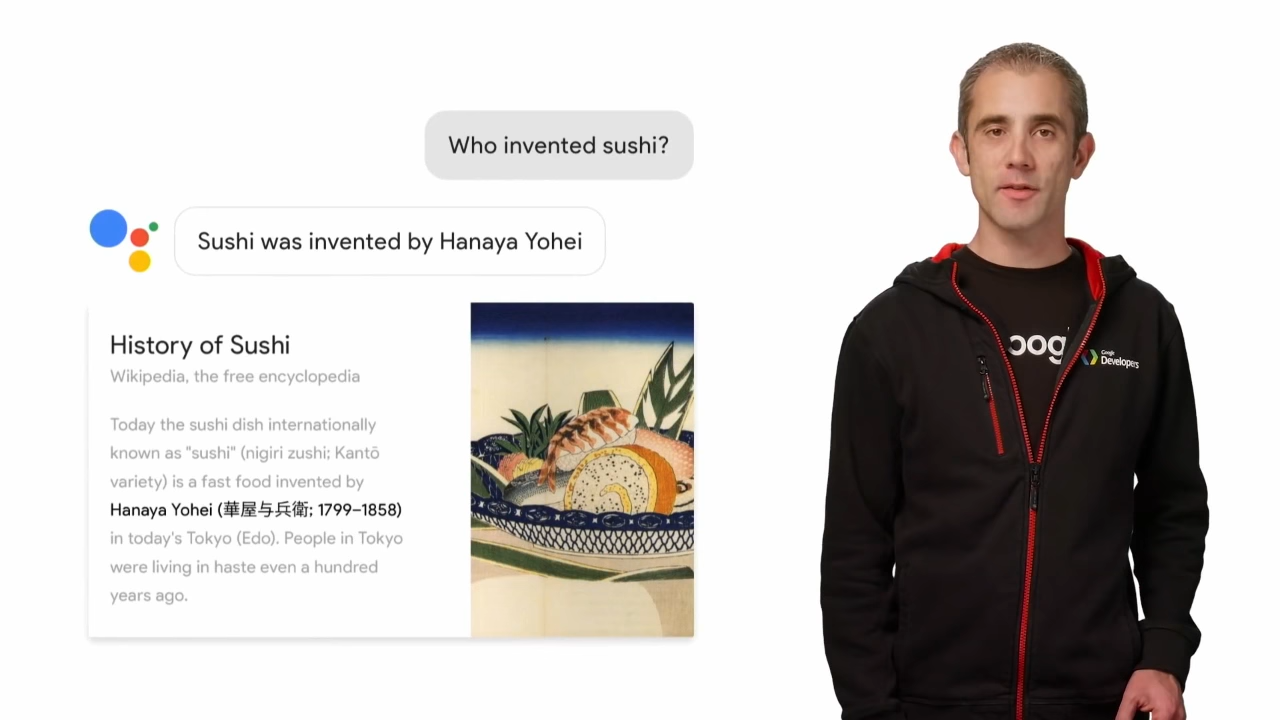 Who invented sushi?
Sushi was invented by Hanaya Yohei
History of Sushi
Wikipedia, the free encyclopedia
Today the sushi dish internationally
known as "sushi" (nigiri zushi; Kantō
variety) is a fast food invented by
Hanaya Yohei (華屋与兵衛; 1799–1858)
in today's Tokyo (Edo). People in Tokyo
were living in haste even a hundred
years ago.
oog
Google
Developers